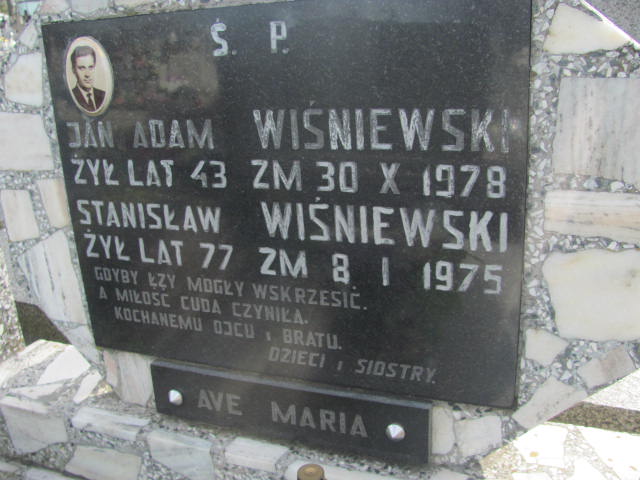 Ś. P.
JAN ADAM WIŚNIEWSKI
ŻYŁ LAT 43 ZM 30 X 1978
STANISŁAW WIŚNIEWSKI
ŻYŁ LAT 77 ZM 8 I 1975
GDYBY ŁZY MOGŁY WSKRZESIĆ.
A MIŁOŚC CUDA CZYNIŁA.
KOCHANEMU OJCU i BRATU.
DZIECI i SIOSTRY.
AVE MARIA